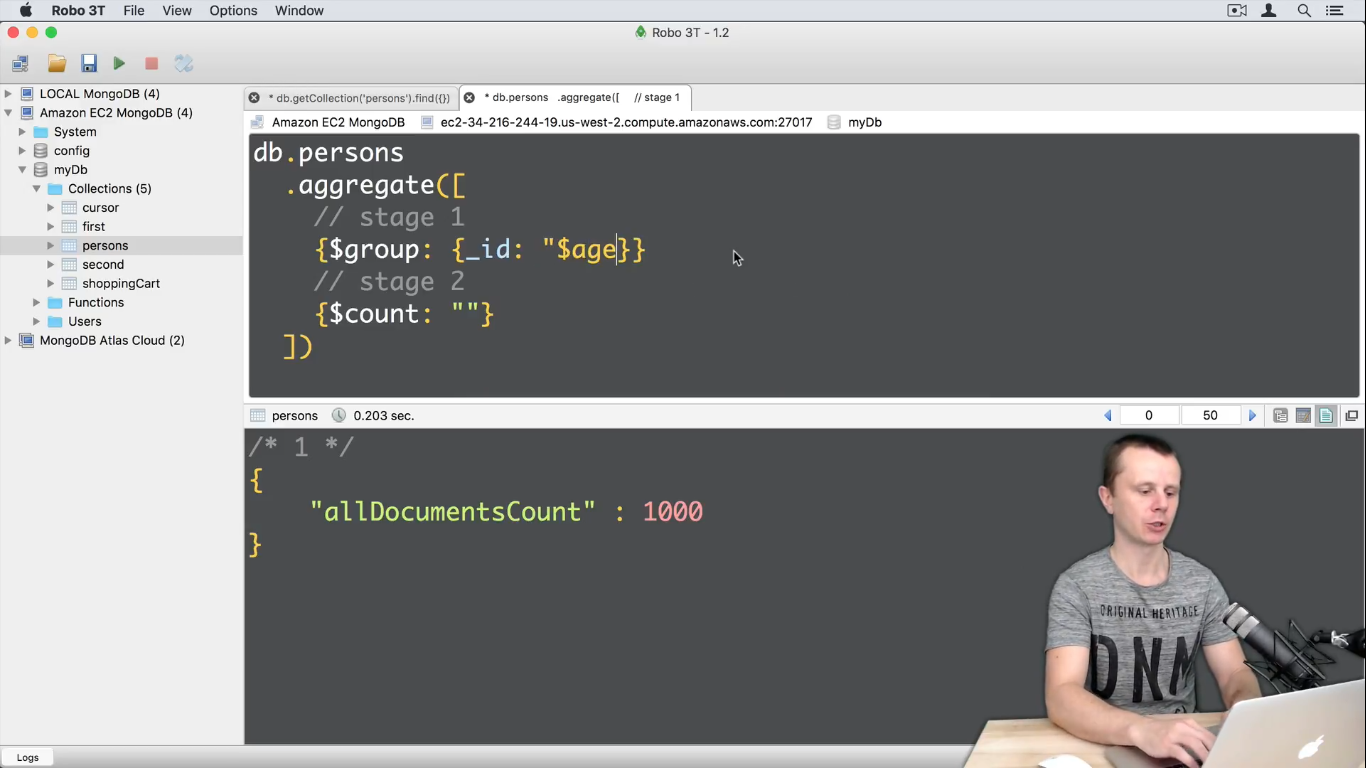 Robo 3T File View Options Window
Robo 3T - 1.2
LOCAL MongoDB (4)
Amazon EC2 MongoDB (4)
System
config
myDb
Collections (5)
cursor
first
persons
second
shoppingCart
Functions
Users
MongoDB Atlas Cloud (2)
* db.getCollection('persons').find({}) * db.persons .aggregate([ // stage 1
Amazon EC2 MongoDB ec2-34-216-244-19.us-west-2.compute.amazonaws.com:27017 myDb
db.persons
.aggregate([
// stage 1
{$group: {_id: "$age}}
// stage 2
{$count: ""}
])
persons 0.203 sec. 0 50
/* 1 */
{
"allDocumentsCount" : 1000
}
ORIGINAL HERITAGE
DNM
Logs